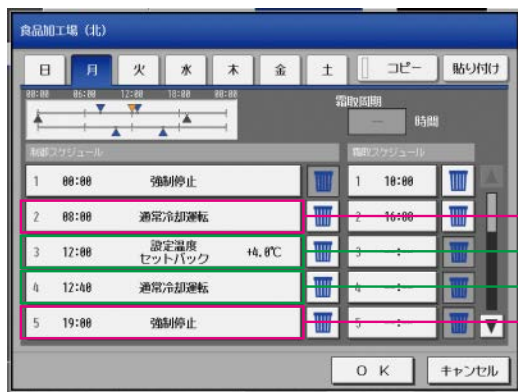 食品加工場（北）
日 月 火 水 木 金 土 コピー 貼り付け
00:00 06:00 12:00 18:00 00:00
霜取周期
-- 時間
制御スケジュール 霜取スケジュール
1 00:00 強制停止 1 10:00
2 08:00 通常冷却運転 2 16:00
3 12:00 設定温度 +4.0℃ 3 --:--
セットバック
4 12:40 通常冷却運転 4 --:--
5 19:00 強制停止 5 --:--
ＯＫ キャンセル